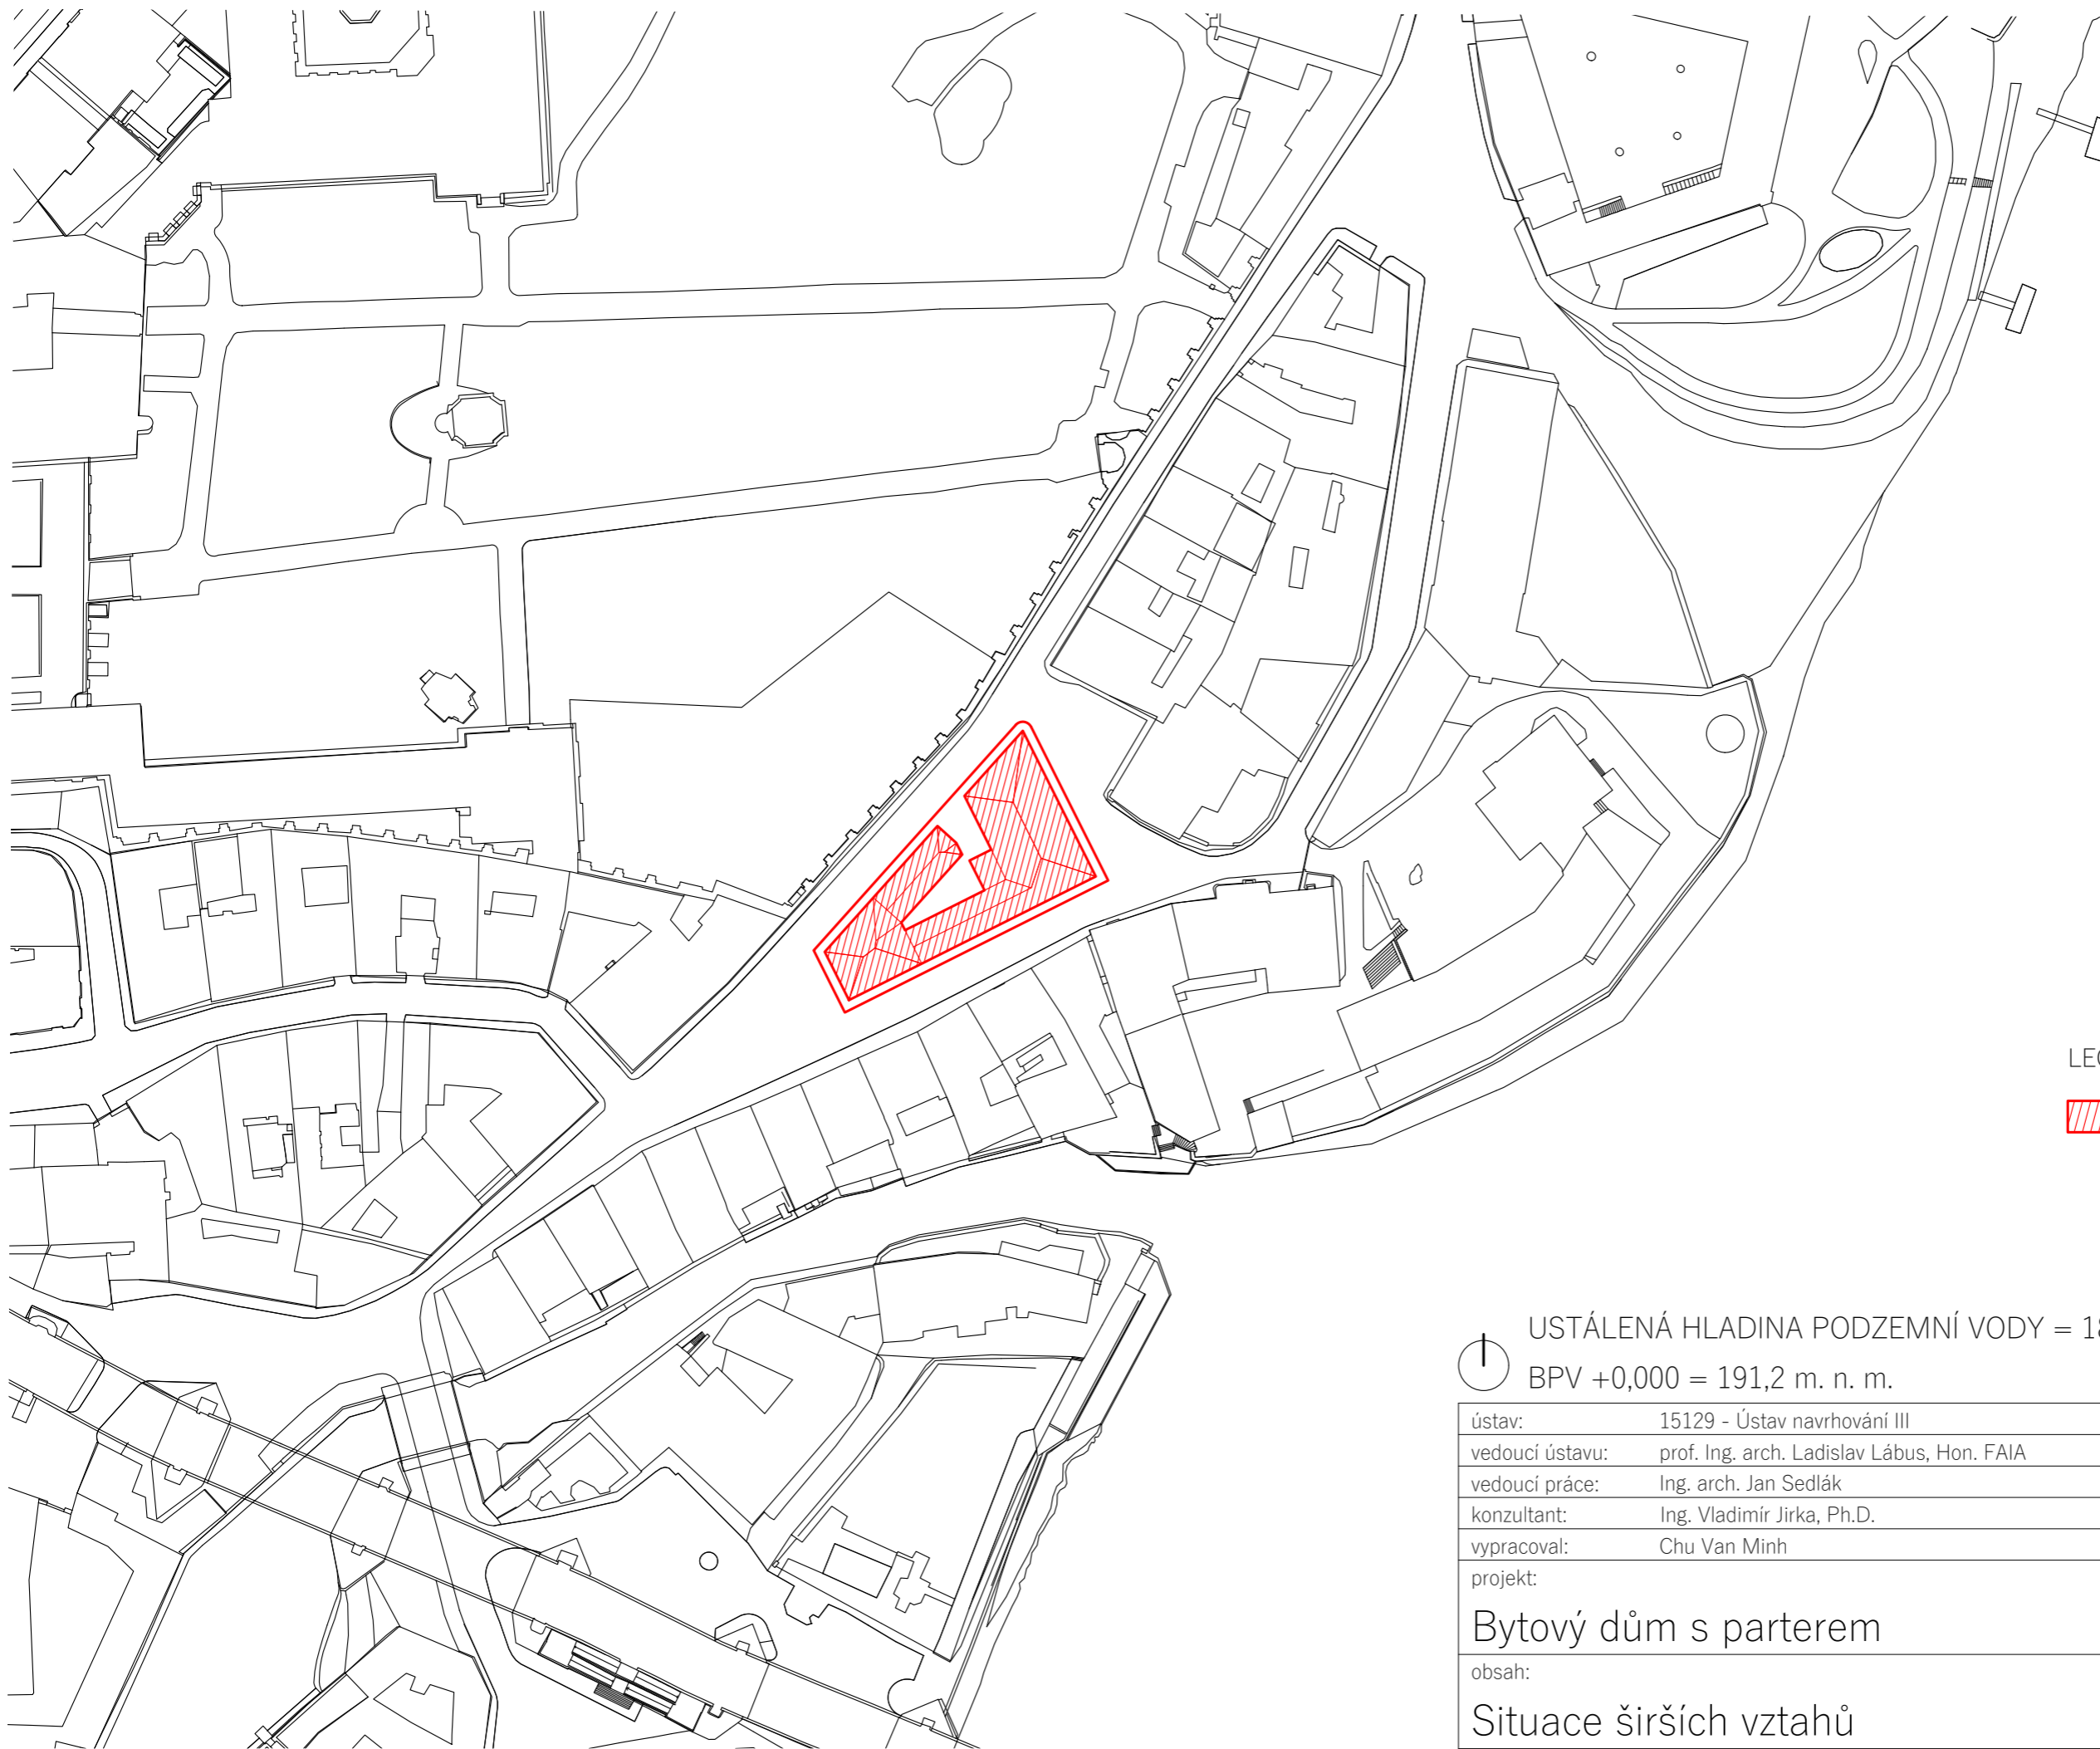 USTÁLENÁ HLADINA PODZEMNÍ VODY =
BPV +0,000 = 191,2 m. n. m.
ústav: 15129 - Ústav navrhování III
vedoucí ústavu: prof. Ing. arch. Ladislav Lábus, Hon. FAIA
vedoucí práce: Ing. arch. Jan Sedlák
konzultant: Ing. Vladimír Jirka, Ph.D.
vypracoval: Chu Van Minh
projekt:
Bytový dům s parterem
obsah:
Situace širších vztahů